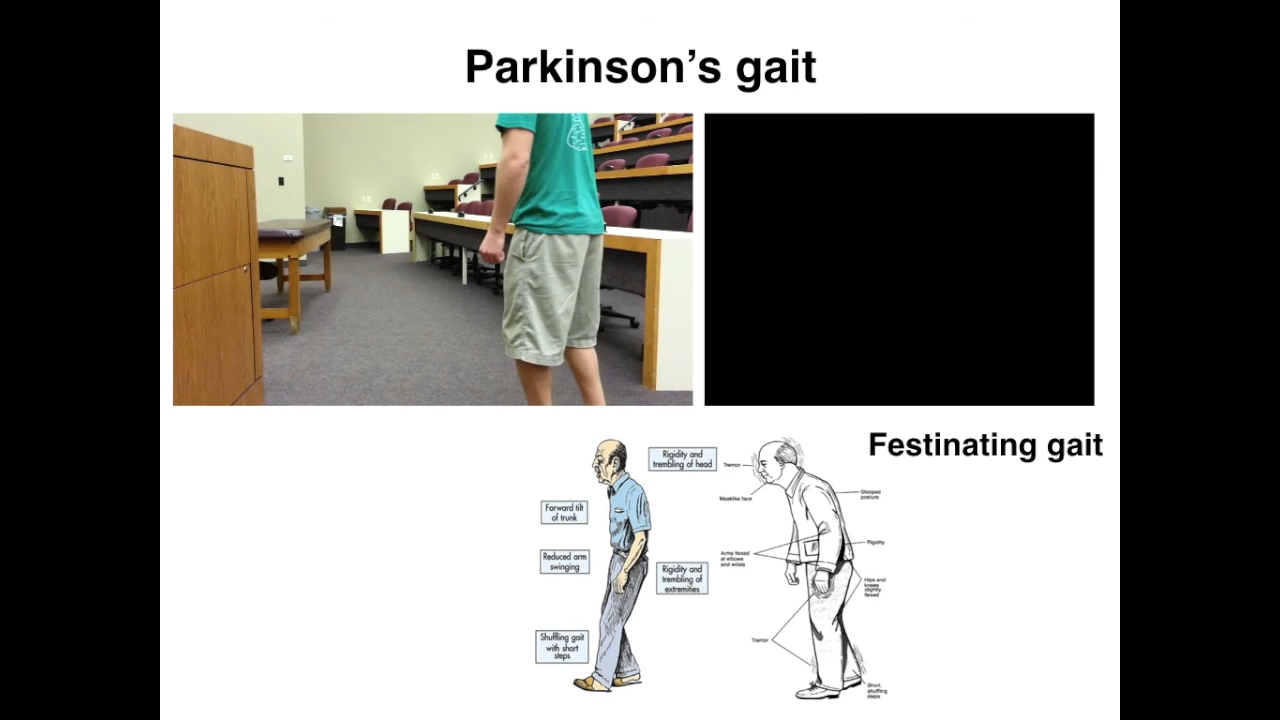 Parkinson's gait
Festinating gait
Rigidity and
trembling of head
Tremor
Masklike face
Stooped
posture
Forward tilt
of trunk
Rigidity
Reduced arm
swinging
Arms flexed
at elbows
and wrists
Rigidity and
trembling of
extremities
Hips and
knees
slightly
flexed
Tremor
Shuffling gait
with short
steps
Short,
shuffling
steps